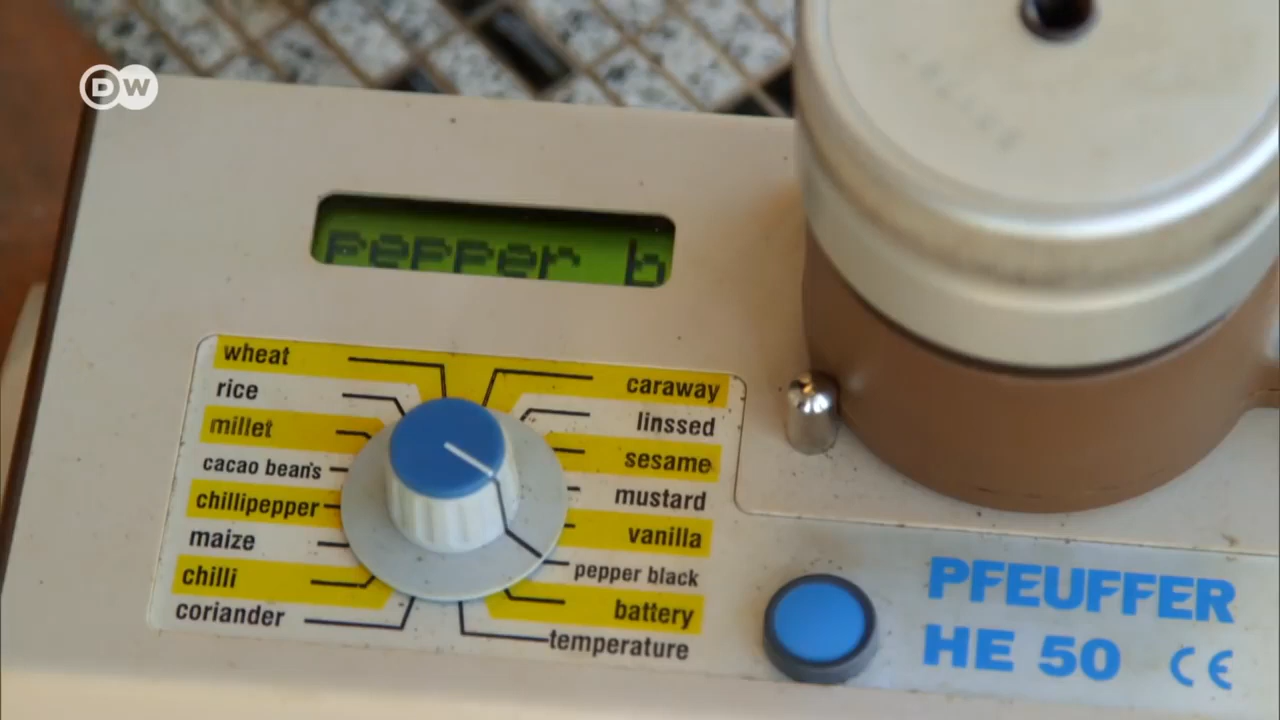 DW
pepper b
wheat
rice
millet
cacao bean's
chillipepper
maize
chilli
coriander
caraway
linssed
sesame
mustard
vanilla
pepper black
battery
temperature
PFEUFFER
HE 50 CE